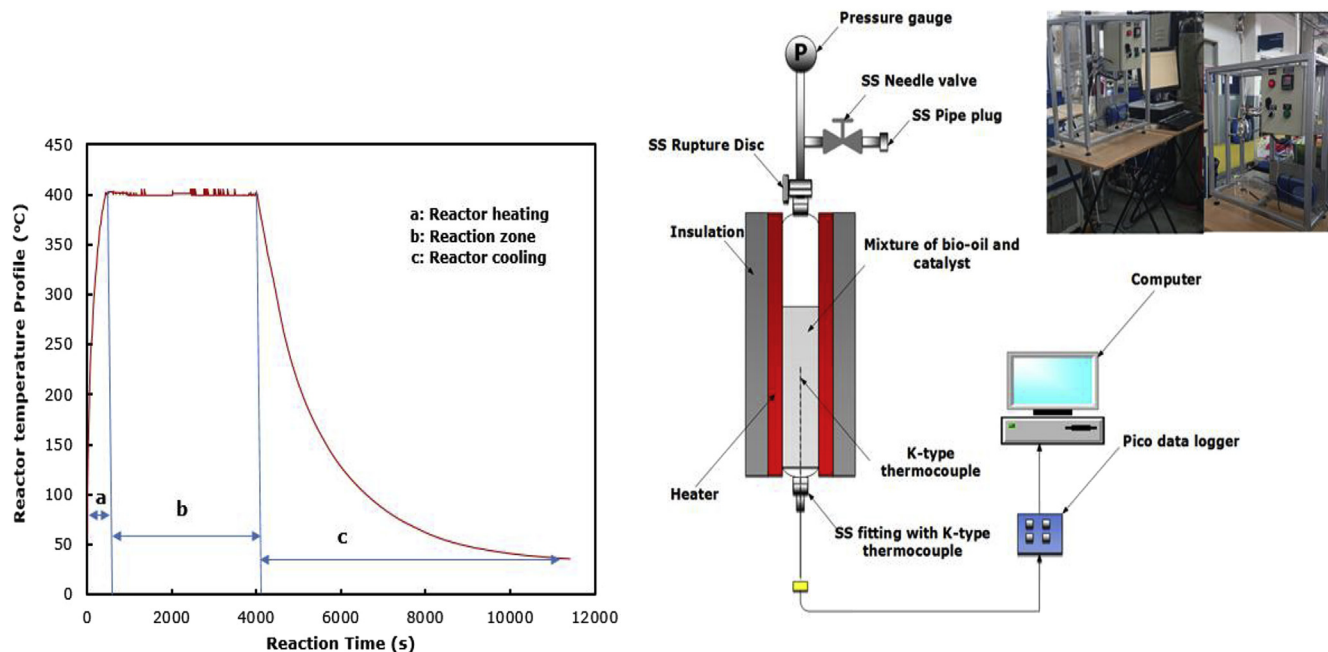 Reactor temperature Profile (°C)
450
400
350
300
250
200
150
100
50
0
0
2000
4000
6000
8000
10000
12000
Reaction Time (s)
a: Reactor heating
b: Reaction zone
c: Reactor cooling
a
b
c
Pressure gauge
P
SS Needle valve
SS Pipe plug
SS Rupture Disc
Insulation
Mixture of bio-oil and
catalyst
Computer
K-type
thermocouple
Pico data logger
Heater
SS fitting with K-type
thermocouple